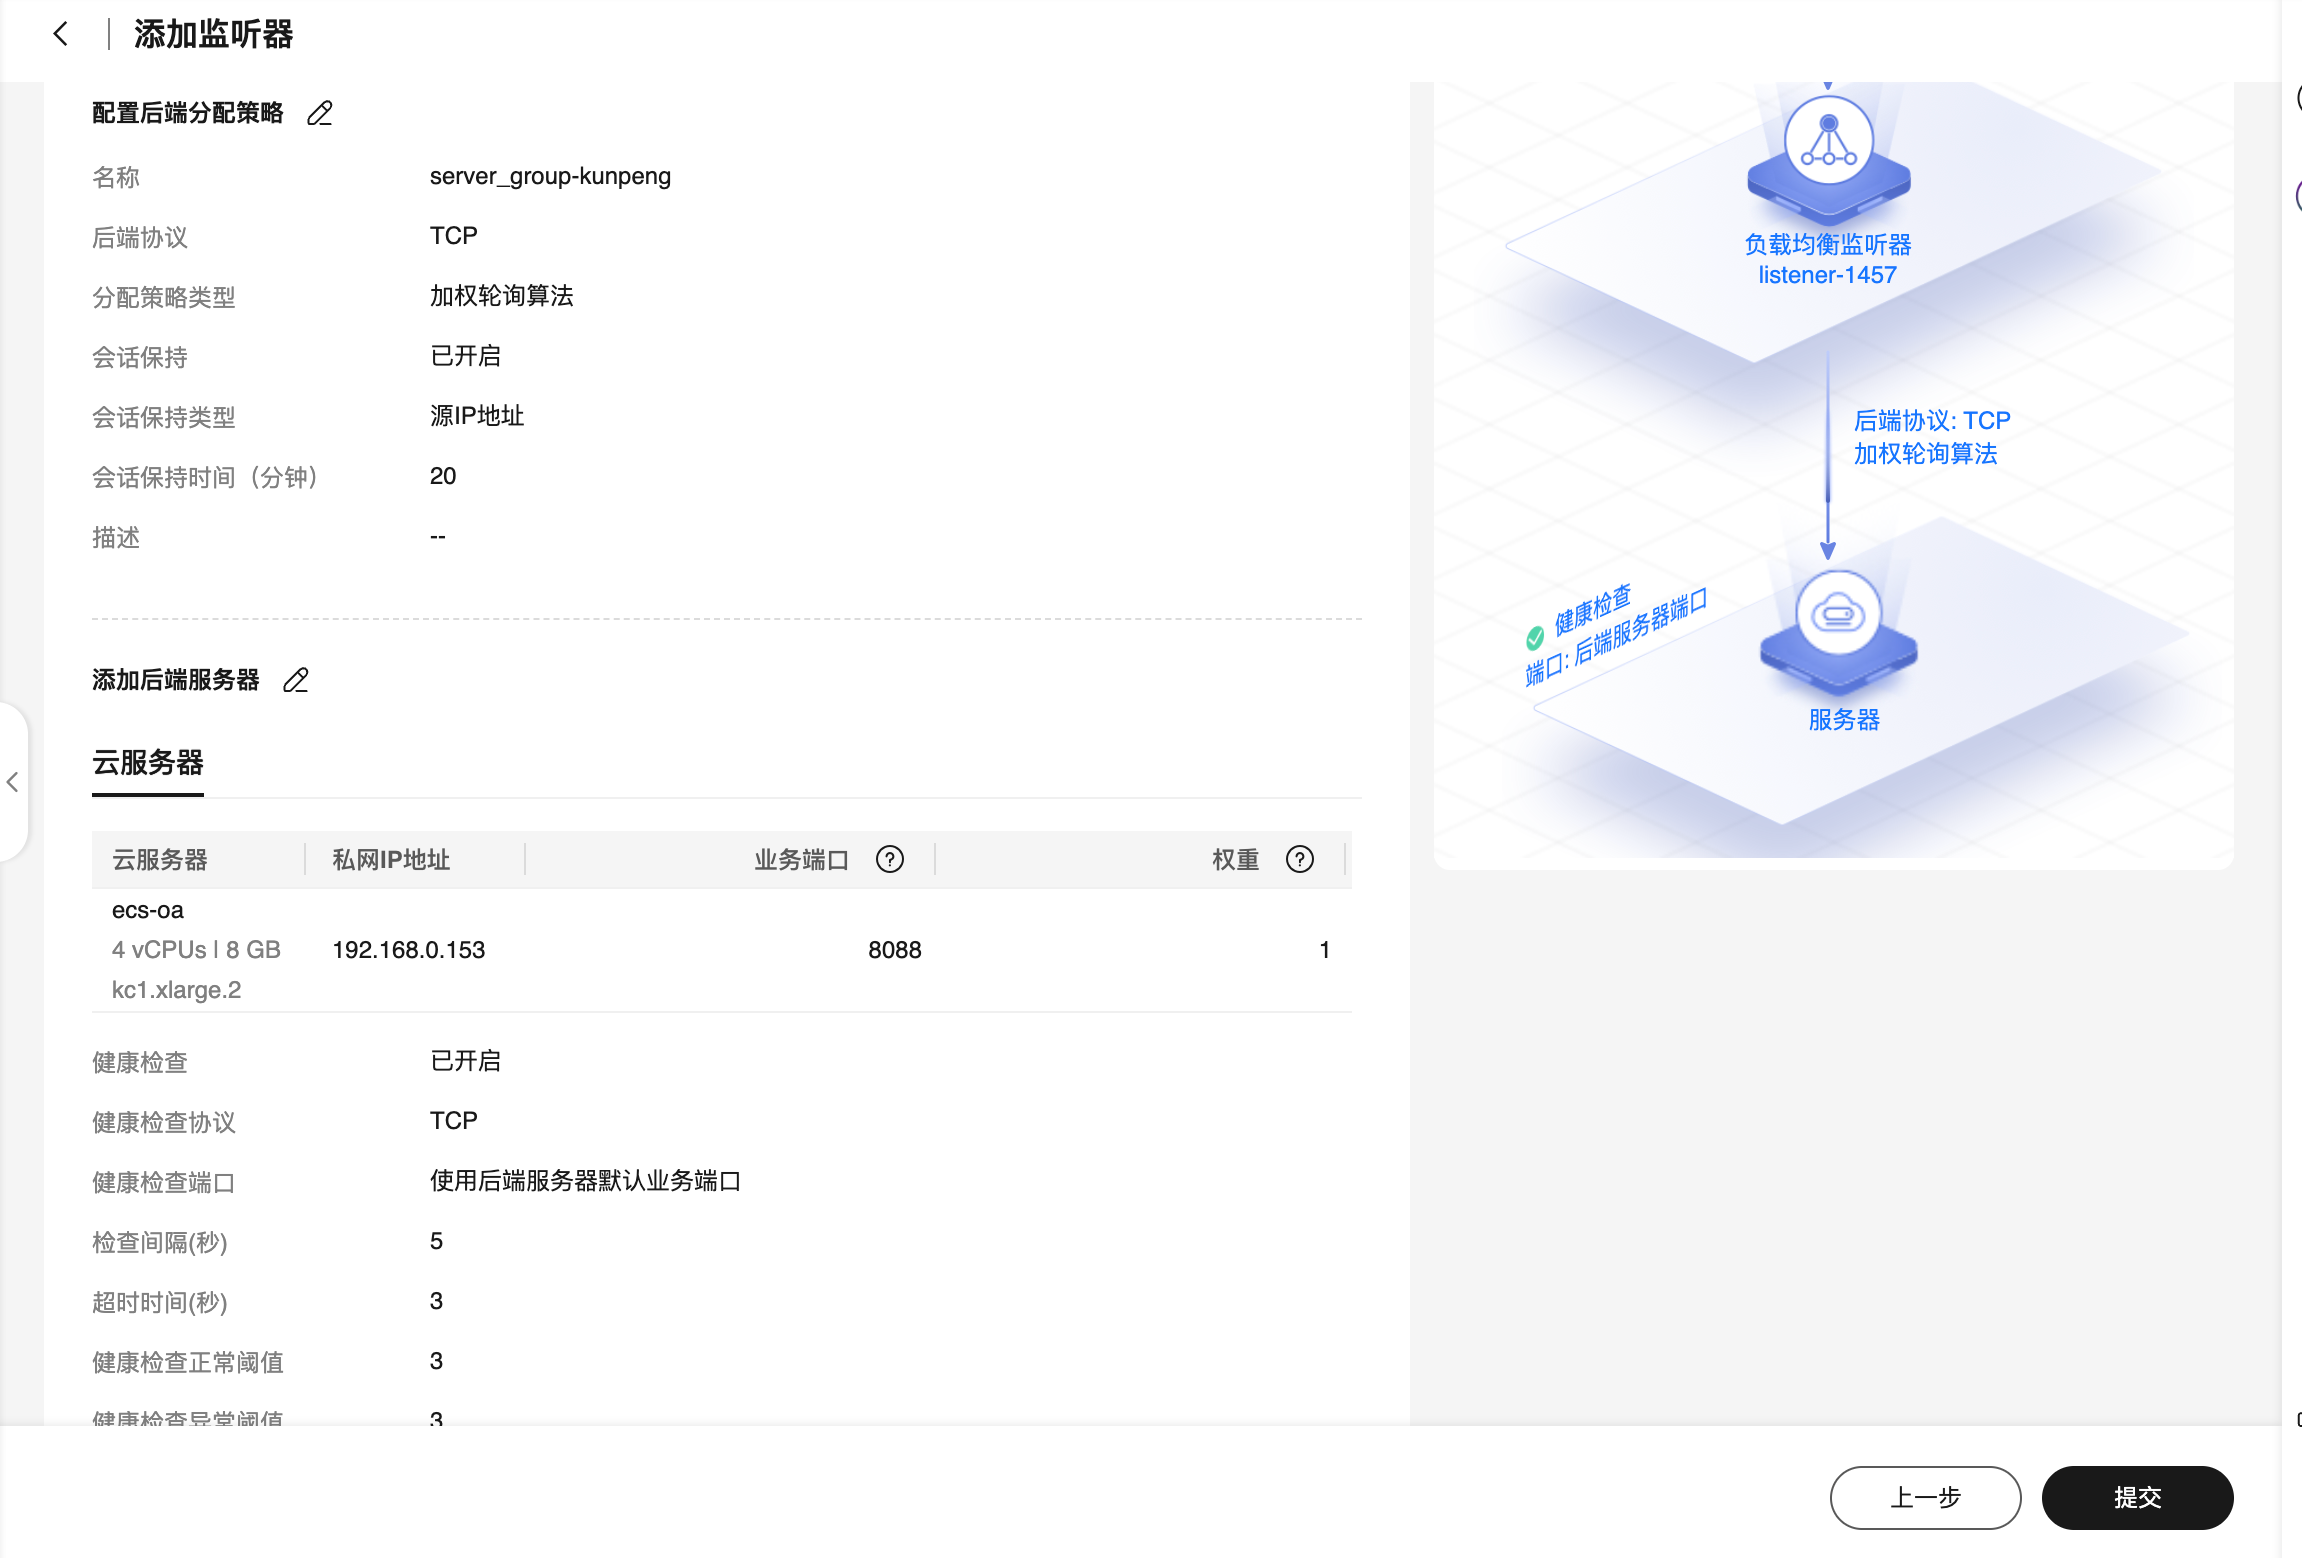 添加监听器
配置后端分配策略
名称 server_group-kunpeng
后端协议 TCP
分配策略类型 加权轮询算法
会话保持 已开启
会话保持类型 源IP地址
会话保持时间（分钟） 20
描述 --
添加后端服务器
云服务器
云服务器 私网IP地址 业务端口 权重
ecs-oa
4 vCPUs | 8 GB 192.168.0.153 8088 1
kc1.xlarge.2
健康检查 已开启
健康检查协议 TCP
健康检查端口 使用后端服务器默认业务端口
检查间隔(秒) 5
超时时间(秒) 3
健康检查正常阈值 3
健康检查异常阈值 3
负载均衡监听器
listener-1457
后端协议: TCP
加权轮询算法
健康检查
端口: 后端服务器端口
服务器
上一步 提交